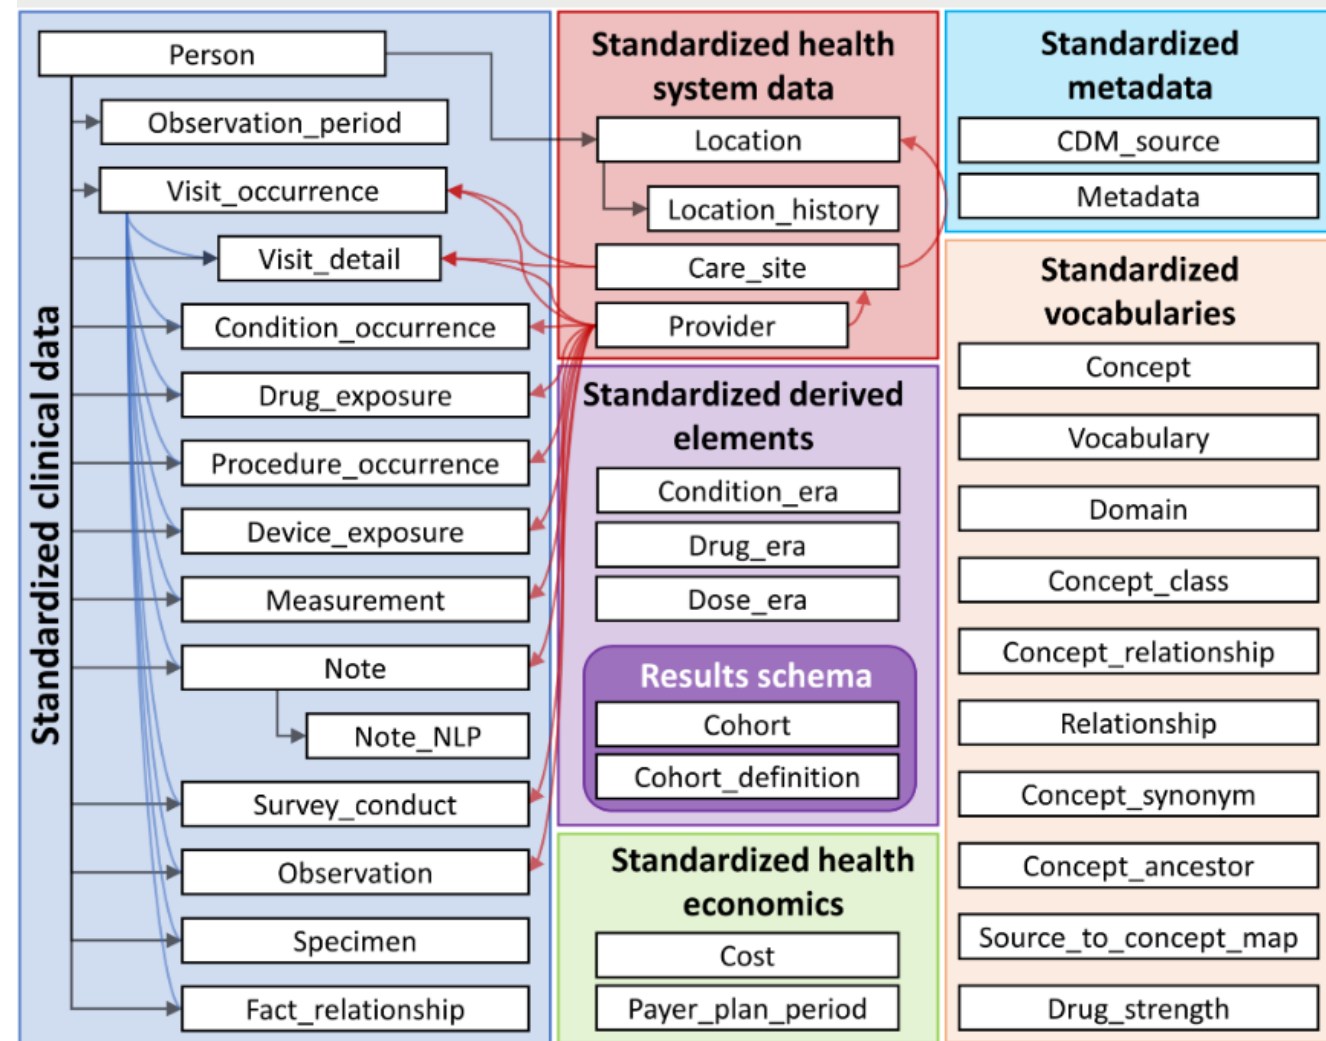 Standardized clinical data
Person
Observation_period
Visit_occurrence
Visit_detail
Condition_occurrence
Drug_exposure
Procedure_occurrence
Device_exposure
Measurement
Note
Note_NLP
Survey_conduct
Observation
Specimen
Fact_relationship
Standardized health
system data
Location
Location_history
Care_site
Provider
Standardized derived
elements
Condition_era
Drug_era
Dose_era
Results schema
Cohort
Cohort_definition
Standardized health
economics
Cost
Payer_plan_period
Standardized
metadata
CDM_source
Metadata
Standardized
vocabularies
Concept
Vocabulary
Domain
Concept_class
Concept_relationship
Relationship
Concept_synonym
Concept_ancestor
Source_to_concept_map
Drug_strength